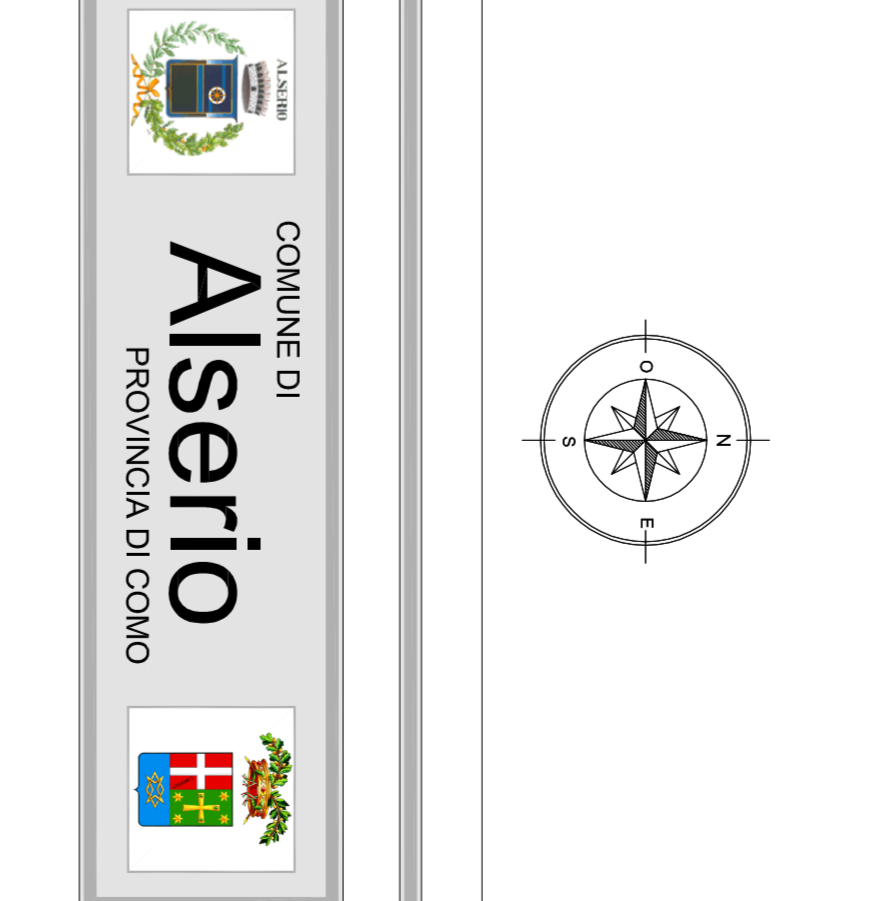 ALSERIO
COMUNE DI
Alserio
PROVINCIA DI COMO
N
O
E
S